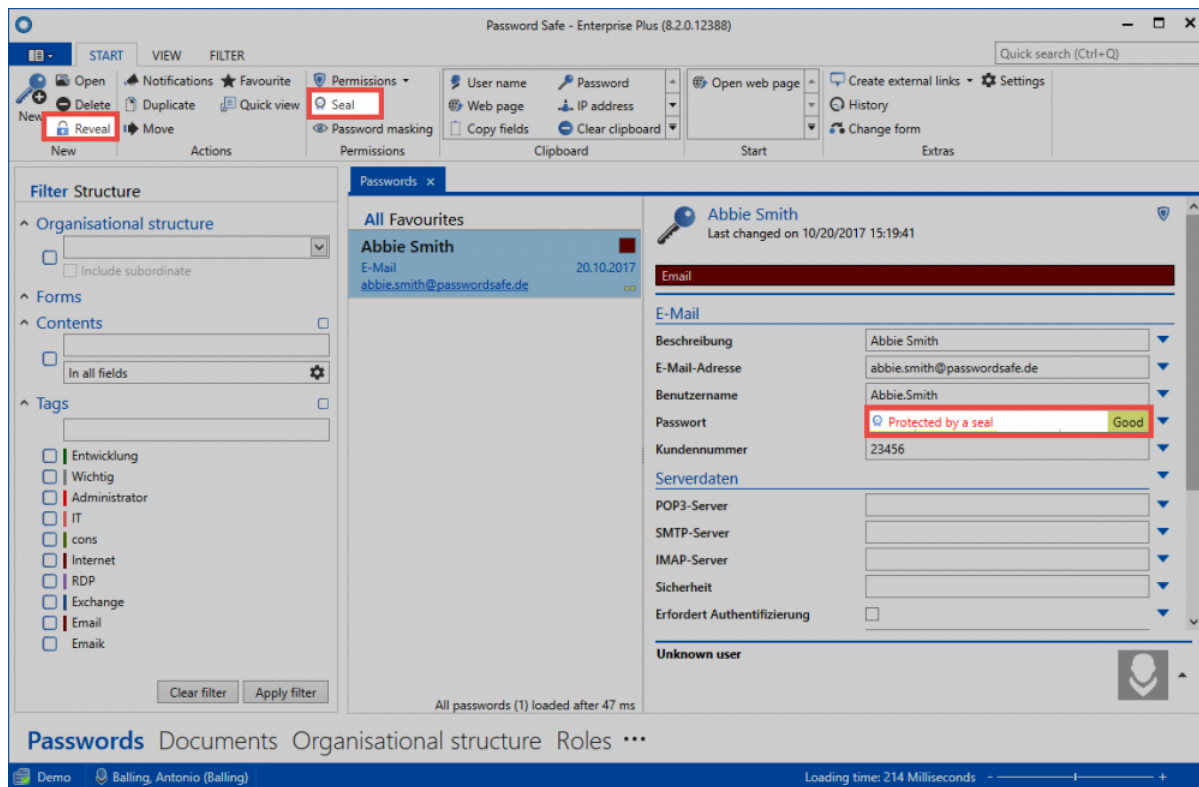 Password Safe - Enterprise Plus (8.2.0.12388)
START VIEW FILTER Quick search (Ctrl+Q)
New
Open
Delete
Reveal
New
Notifications Favourite
Duplicate Quick view
Move
Actions
Permissions
Seal
Password masking
Permissions
User name Password
Web page IP address
Copy fields Clear clipboard
Clipboard
Open web page
Start
Create external links Settings
History
Change form
Extras
Filter Structure
Organisational structure
Include subordinate
Forms
Contents
In all fields
Tags
Entwicklung
Wichtig
Administrator
IT
cons
Internet
RDP
Exchange
Email
Emaik
Clear filter Apply filter
Passwords ×
All Favourites
Abbie Smith
E-Mail 20.10.2017
abbie.smith@passwordsafe.de
All passwords (1) loaded after 47 ms
Abbie Smith
Last changed on 10/20/2017 15:19:41
Email
E-Mail
Beschreibung Abbie Smith
E-Mail-Adresse abbie.smith@passwordsafe.de
Benutzername Abbie.Smith
Passwort Protected by a seal Good
Kundennummer 23456
Serverdaten
POP3-Server
SMTP-Server
IMAP-Server
Sicherheit
Erfordert Authentifizierung
Unknown user
Passwords Documents Organisational structure Roles •••
Demo Balling, Antonio (Balling) Loading time: 214 Milliseconds - +